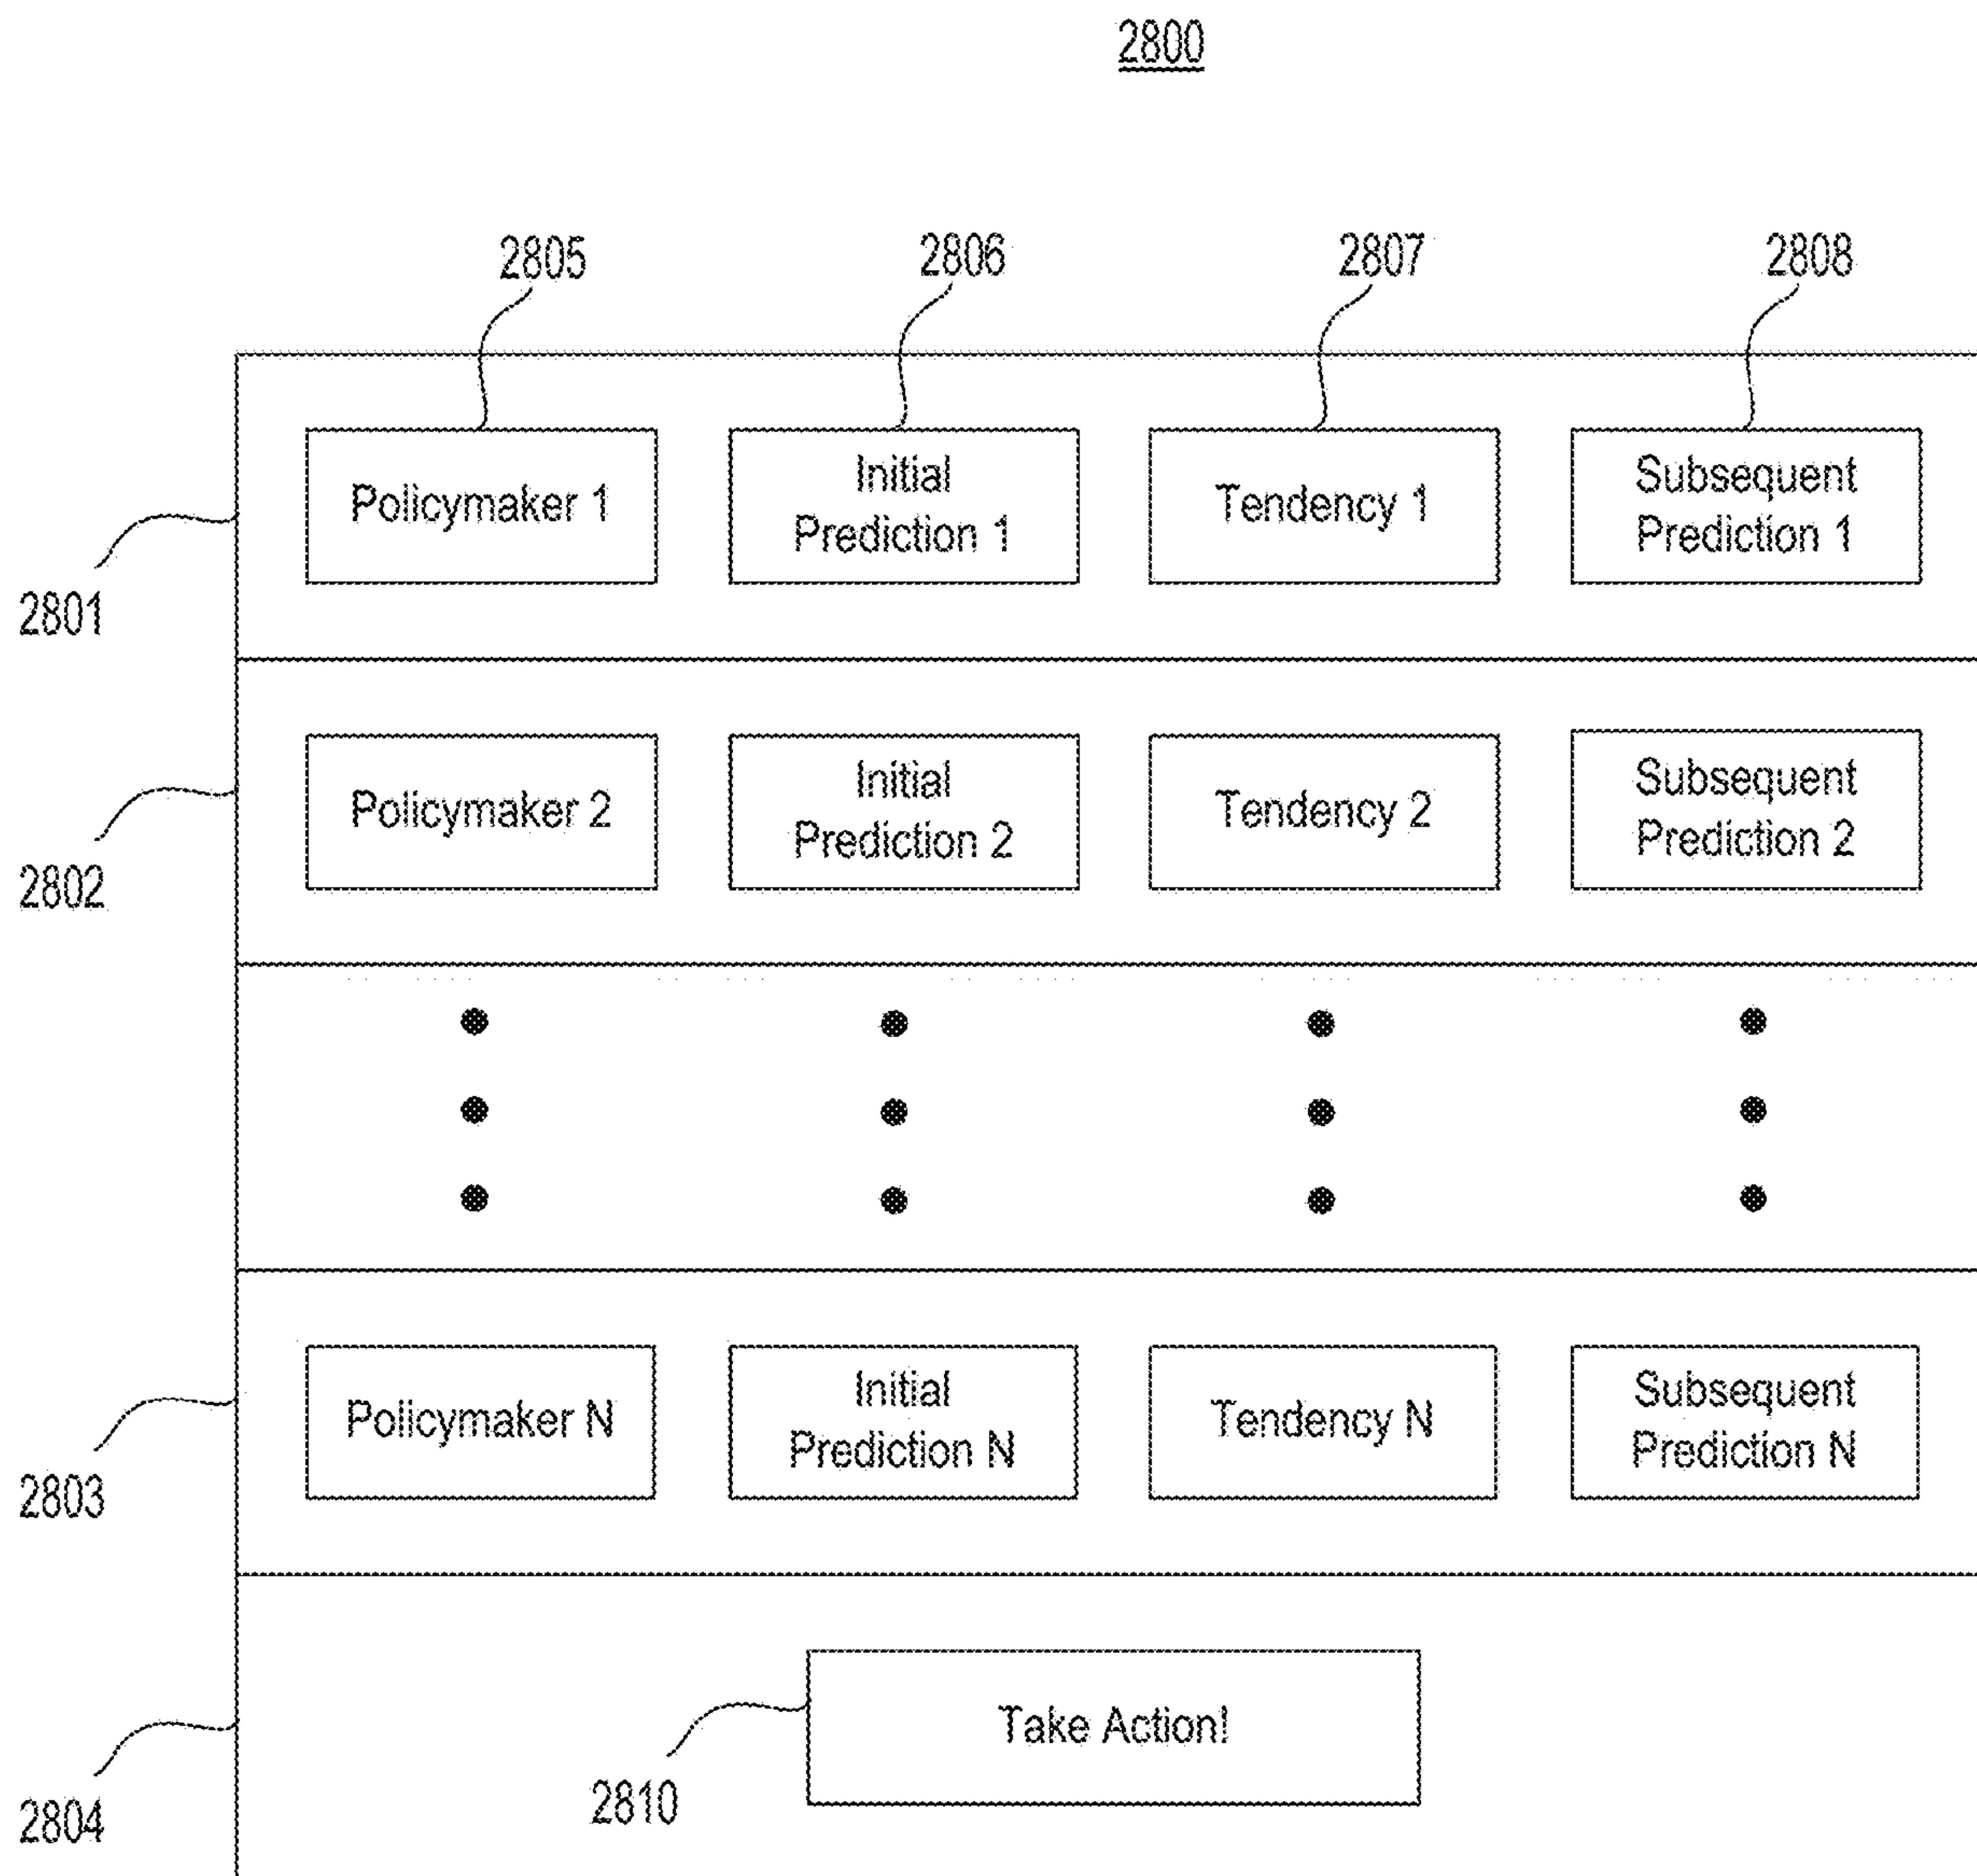 2800
2805
2806
2807
2808
Policymaker 1
Initial
Prediction 1
Tendency 1
Subsequent
Prediction 1
2801
Policymaker 2
Initial
Prediction 2
Tendency 2
Subsequent
Prediction 2
2802
Policymaker N
Initial
Prediction N
Tendency N
Subsequent
Prediction N
2803
Take Action!
2810
2804